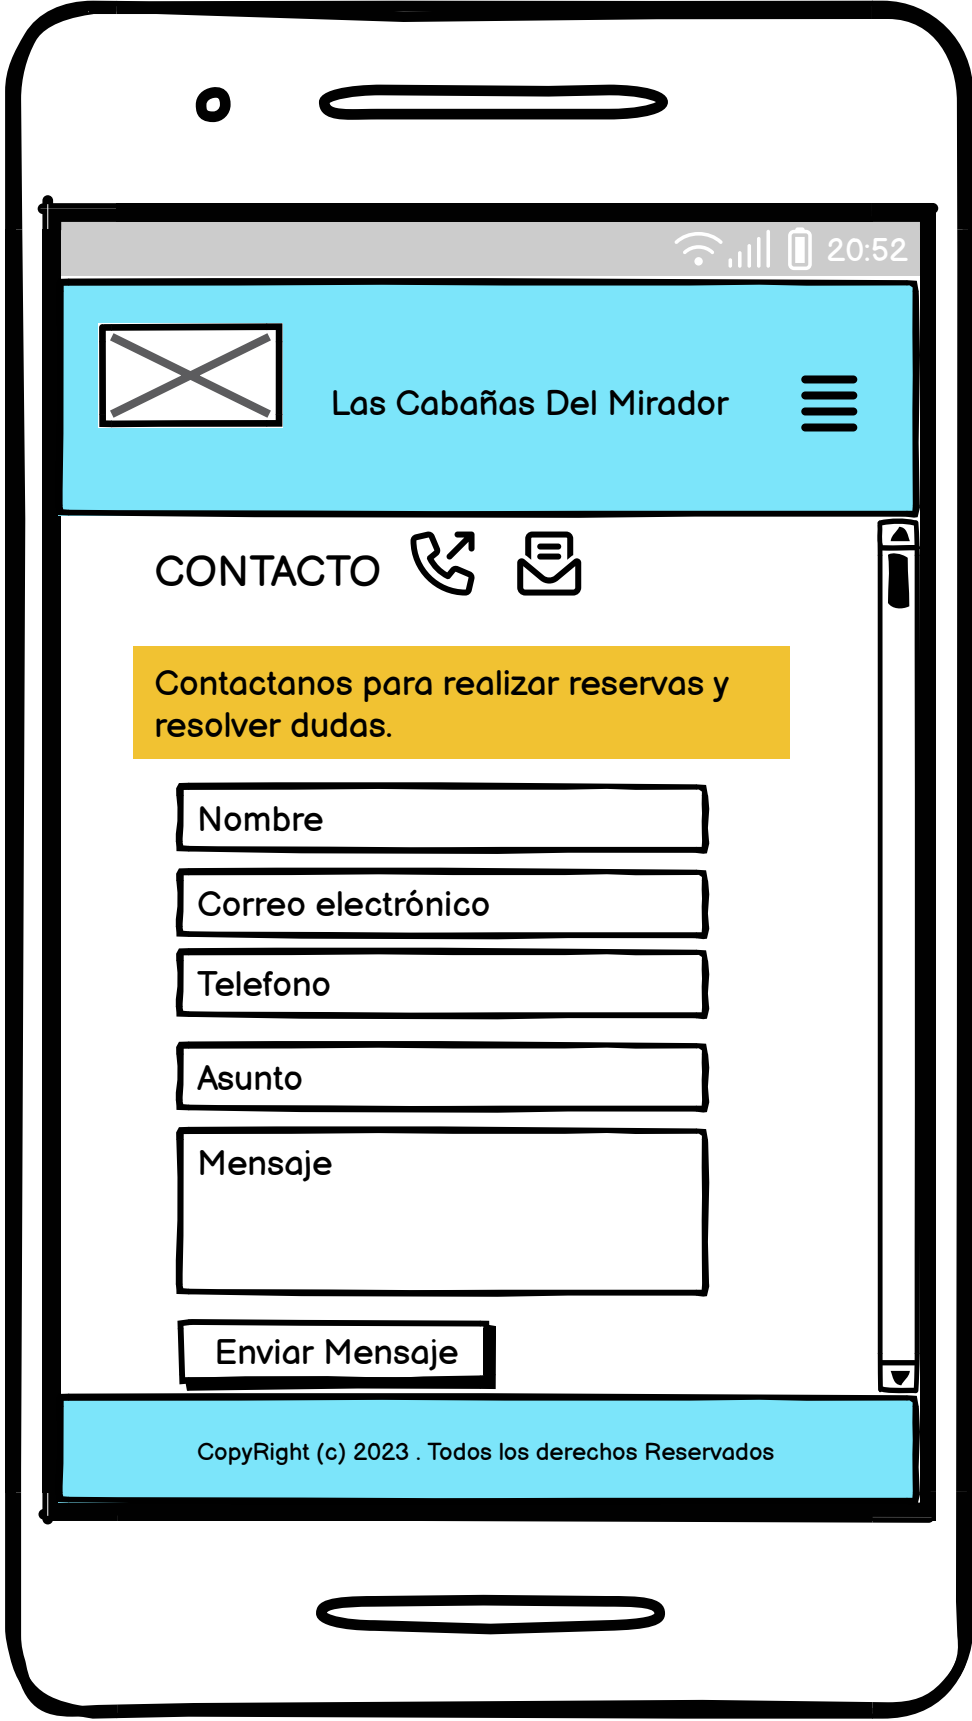 20:52
Las Cabañas Del Mirador
CONTACTO
Contactanos para realizar reservas y
resolver dudas.
Nombre
Correo electrónico
Telefono
Asunto
Mensaje
Enviar Mensaje
CopyRight (c) 2023 . Todos los derechos Reservados